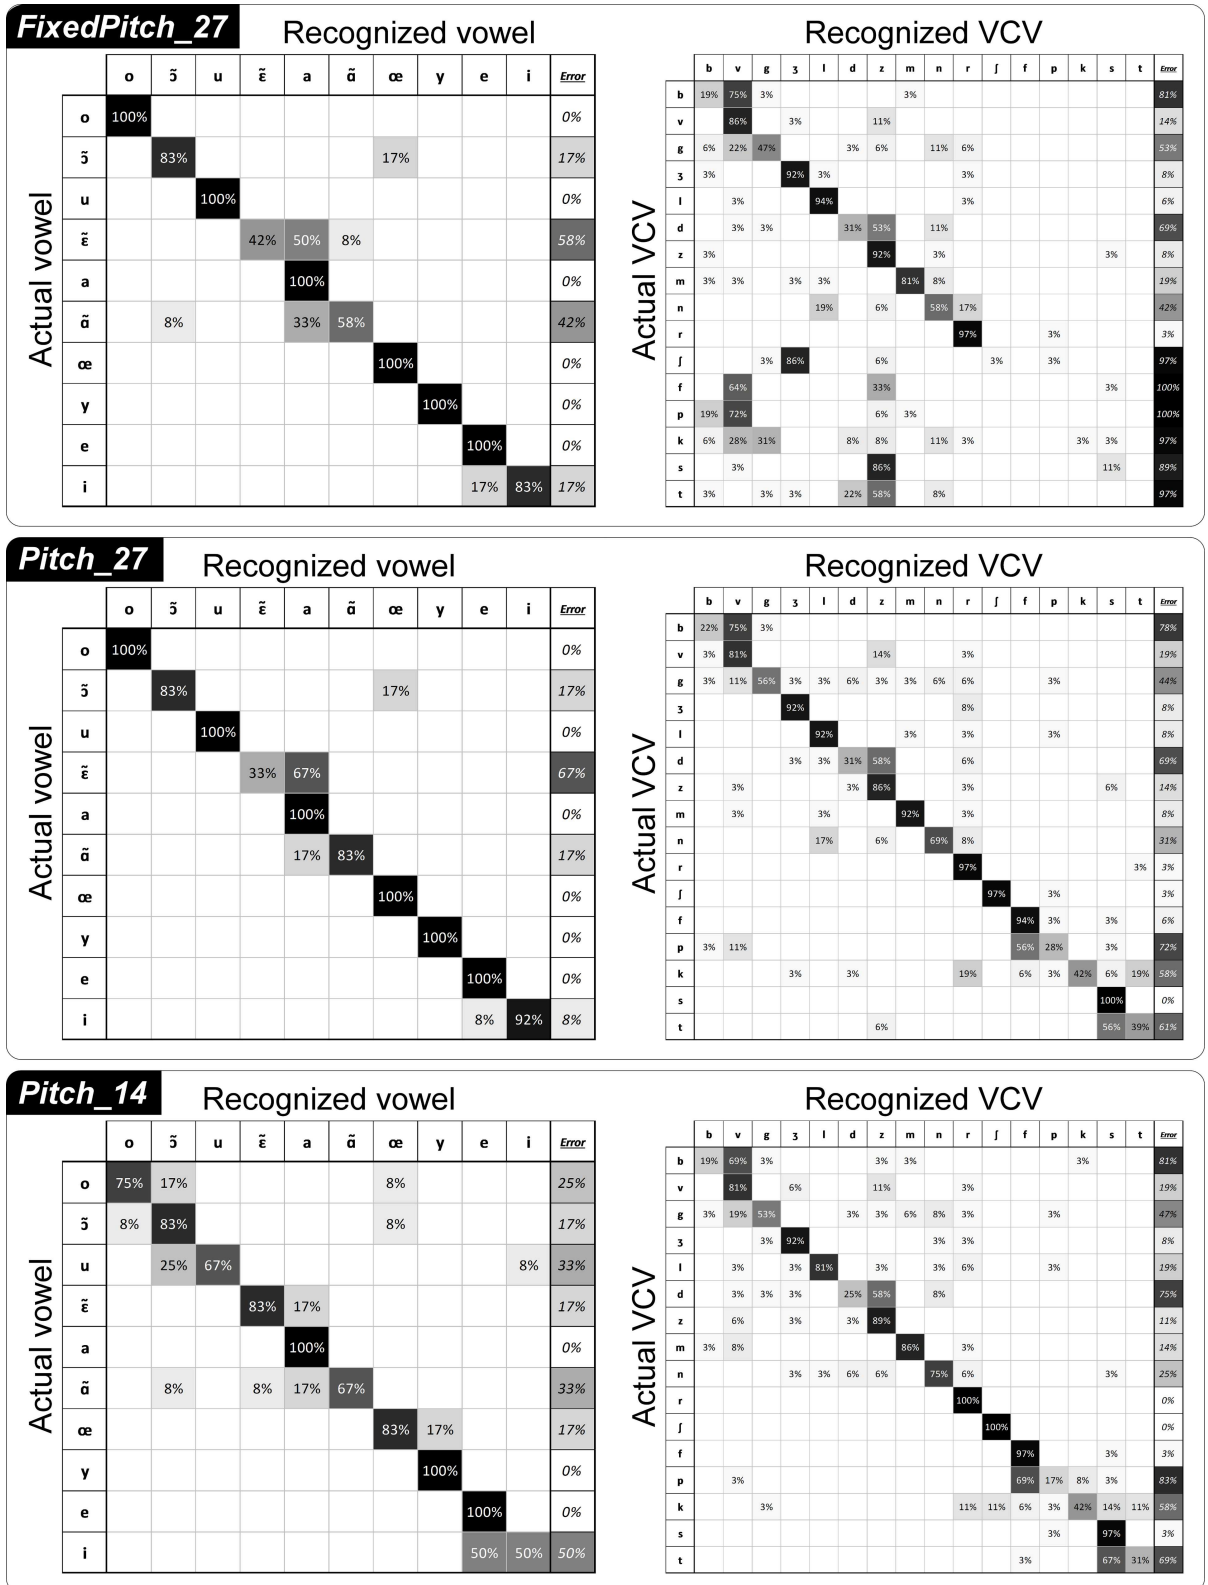 FixedPitch_27
Recognized vowel
Recognized VCV
Actual vowel
o ɔ̃ u ɛ̃ a ɑ̃ œ y e i Error
o 100% 0%
ɔ̃ 83% 17% 17%
u 100% 0%
ɛ̃ 42% 50% 8% 58%
a 100% 0%
ɑ̃ 8% 33% 58% 42%
œ 100% 0%
y 100% 0%
e 100% 0%
i 17% 83% 17%
Actual VCV
b v g ʒ l d z m n r ʃ f p k s t Error
b 19% 75% 3% 3% 81%
v 86% 3% 11% 14%
g 6% 22% 47% 3% 6% 11% 6% 53%
ʒ 3% 92% 3% 3% 8%
l 3% 94% 3% 6%
d 3% 3% 31% 53% 11% 69%
z 3% 92% 3% 3% 8%
m 3% 3% 3% 3% 81% 8% 19%
n 19% 6% 58% 17% 42%
r 97% 3% 3%
ʃ 3% 86% 6% 3% 3% 97%
f 64% 33% 3% 100%
p 19% 72% 6% 3% 100%
k 6% 28% 31% 8% 8% 11% 3% 3% 3% 97%
s 3% 86% 11% 89%
t 3% 3% 3% 22% 58% 8% 97%
Pitch_27
Recognized vowel
Recognized VCV
Actual vowel
o ɔ̃ u ɛ̃ a ɑ̃ œ y e i Error
o 100% 0%
ɔ̃ 83% 17% 17%
u 100% 0%
ɛ̃ 33% 67% 67%
a 100% 0%
ɑ̃ 17% 83% 17%
œ 100% 0%
y 100% 0%
e 100% 0%
i 8% 92% 8%
Actual VCV
b v g ʒ l d z m n r ʃ f p k s t Error
b 22% 75% 3% 78%
v 3% 81% 14% 3% 19%
g 3% 11% 56% 3% 3% 6% 3% 3% 6% 6% 3% 44%
ʒ 92% 8% 8%
l 92% 3% 3% 3% 8%
d 3% 3% 31% 58% 6% 69%
z 3% 3% 86% 3% 6% 14%
m 3% 3% 92% 3% 8%
n 17% 6% 69% 8% 31%
r 97% 3% 3%
ʃ 97% 3% 3%
f 94% 3% 3% 6%
p 3% 11% 56% 28% 3% 72%
k 3% 3% 19% 6% 3% 42% 6% 19% 58%
s 100% 0%
t 6% 56% 39% 61%
Pitch_14
Recognized vowel
Recognized VCV
Actual vowel
o ɔ̃ u ɛ̃ a ɑ̃ œ y e i Error
o 75% 17% 8% 25%
ɔ̃ 8% 83% 8% 17%
u 25% 67% 8% 33%
ɛ̃ 83% 17% 17%
a 100% 0%
ɑ̃ 8% 8% 17% 67% 33%
œ 83% 17% 17%
y 100% 0%
e 100% 0%
i 50% 50% 50%
Actual VCV
b v g ʒ l d z m n r ʃ f p k s t Error
b 19% 69% 3% 3% 3% 3% 81%
v 81% 6% 11% 3% 19%
g 3% 19% 53% 3% 3% 6% 8% 3% 3% 47%
ʒ 3% 92% 3% 3% 8%
l 3% 3% 81% 3% 3% 6% 3% 19%
d 3% 3% 3% 25% 58% 8% 75%
z 6% 3% 3% 89% 11%
m 3% 8% 86% 3% 14%
n 3% 3% 6% 6% 75% 6% 3% 25%
r 100% 0%
ʃ 100% 0%
f 97% 3% 3%
p 3% 69% 17% 8% 3% 83%
k 3% 11% 11% 6% 3% 42% 14% 11% 58%
s 3% 97% 3%
t 3% 67% 31% 69%